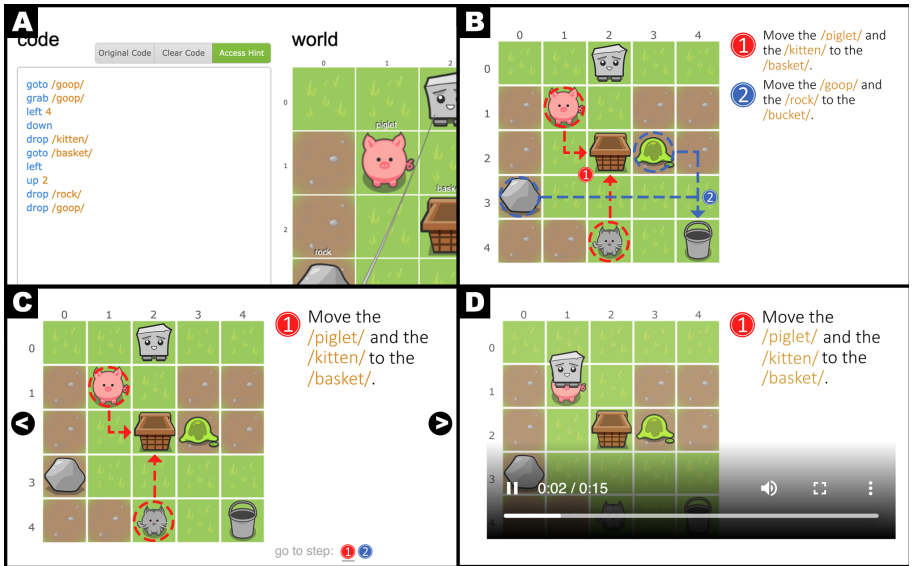 A
code
Original Code
Clear Code
Access Hint
world
goto /goop/
grab /goop/
left 4
down
drop /kitten/
goto /basket/
left
up 2
drop /rock/
drop /goop/
0
1
2
0
piglet
1
bask
2
rock
B
0
1
2
3
4
0
1
2
3
4
1
2
1 Move the /piglet/ and
the /kitten/ to the
/basket/.
2 Move the /goop/ and
the /rock/ to the
/bucket/.
C
0
1
2
3
4
0
1
3
4
<
>
1 Move the
/piglet/ and the
/kitten/ to the
/basket/.
go to step: 1 2
D
0
1
2
3
4
0
1
2
3
4
0:02 / 0:15
1 Move the
/piglet/ and the
/kitten/ to the
/basket/.